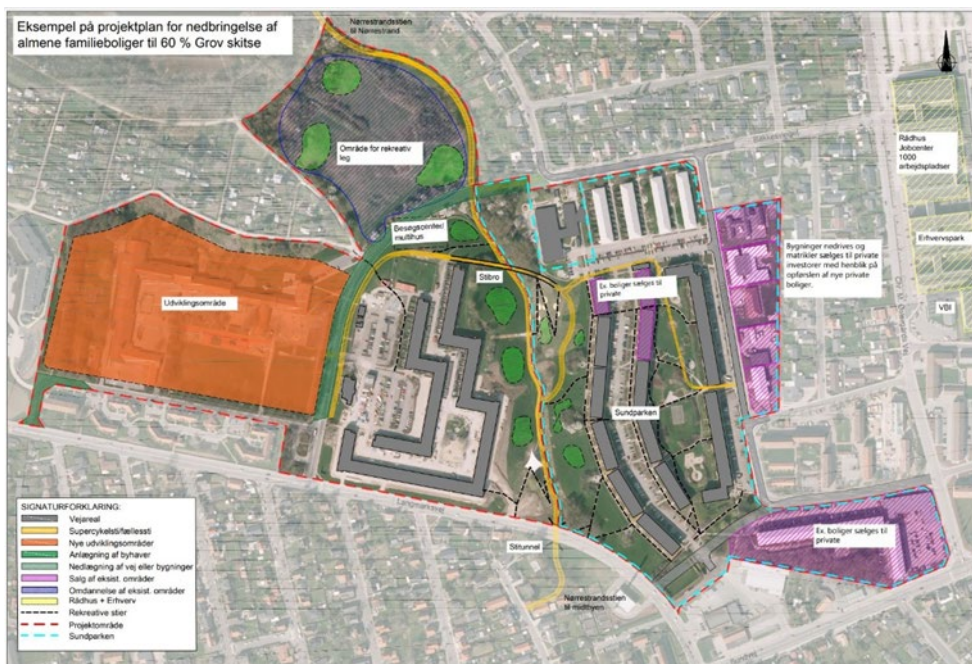 Eksempel på projektplan for nedbringelse af
almene familieboliger til 60 % Grov skitse
Nørrestrandsstien
til Nørrestrand
Område for rekreativ
leg
Besøgscenter/
multihus
Stibro
Udviklingsområde
Ex. boliger sælges til
private
Sundparken
Rådhus
Jobcenter
1000
arbejdspladser
Erhvervspark
VBI
Bygninger nedrives og
matrikler sælges til private
investorer med henblik på
opførslen af nye private
boliger.
Ex. boliger sælges til
private
Stitunnel
Nørrestrandsstien
til midtbyen
SIGNATURFORKLARING:
Vejareal
Supercykelsti/fællessti
Nye udviklingsområder
Anlægning af byhaver
Nedlægning af vej eller bygninger
Salg af eksist. områder
Omdannelse af eksist. områder
Rådhus + Erhverv
Rekreative stier
Projektområde
Sundparken